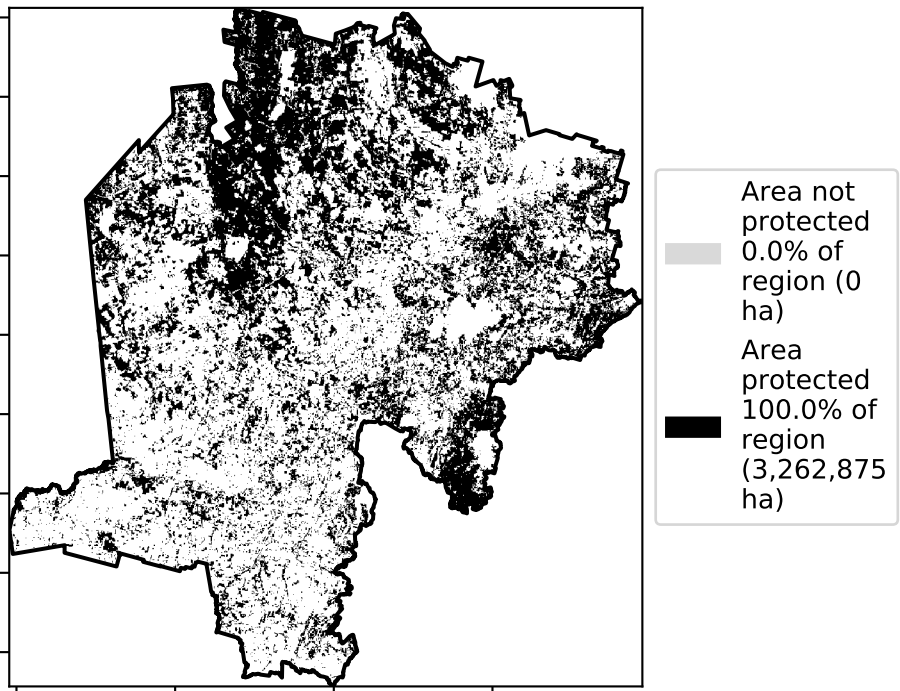 Area not
protected
0.0% of
region (0
ha)
Area
protected
100.0% of
region
(3,262,875
ha)